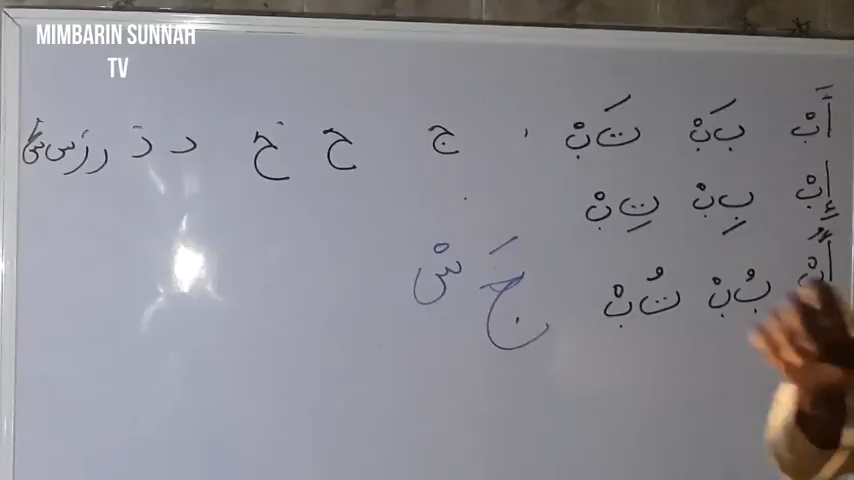 MIMBARIN SUNNAH
TV
أَبْ بَبْ تَبْ ج ح خ د ذ ر ز س ش
إِبْ بِبْ تِبْ
أُبْ بُبْ تُبْ
جَ سْ